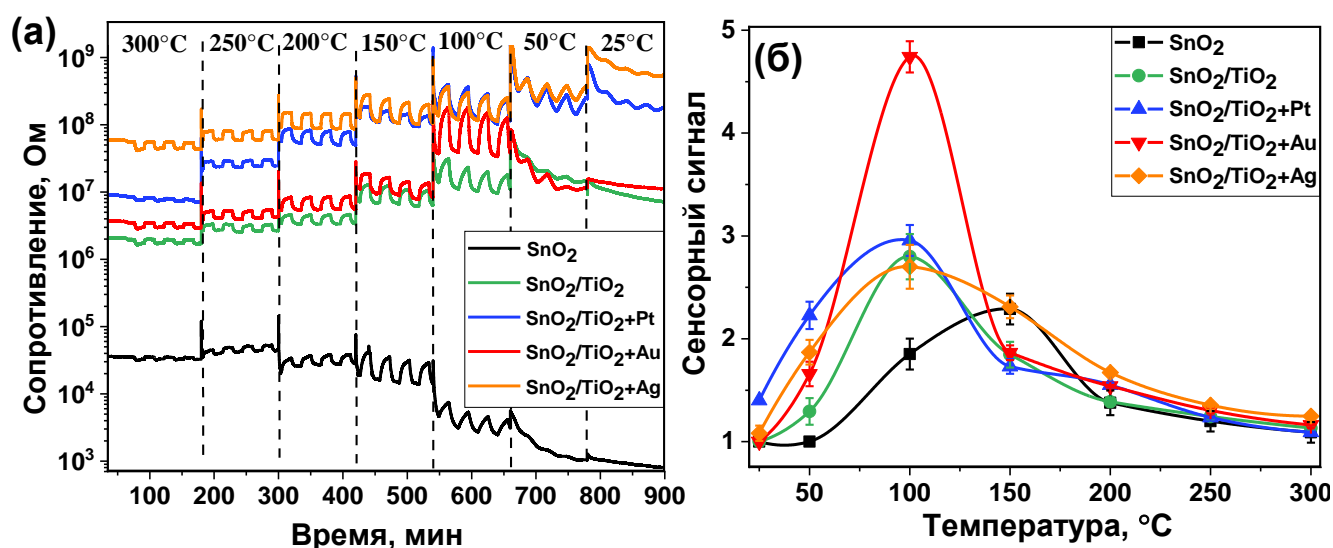 (а)
Сопротивление, Ом
10⁹
10⁸
10⁷
10⁶
10⁵
10⁴
10³
300°C 250°C 200°C 150°C 100°C 50°C 25°C
SnO₂
SnO₂/TiO₂
SnO₂/TiO₂+Pt
SnO₂/TiO₂+Au
SnO₂/TiO₂+Ag
100 200 300 400 500 600 700 800 900
Время, мин
(б)
Сенсорный сигнал
5
4
3
2
1
SnO₂
SnO₂/TiO₂
SnO₂/TiO₂+Pt
SnO₂/TiO₂+Au
SnO₂/TiO₂+Ag
50 100 150 200 250 300
Температура, °C